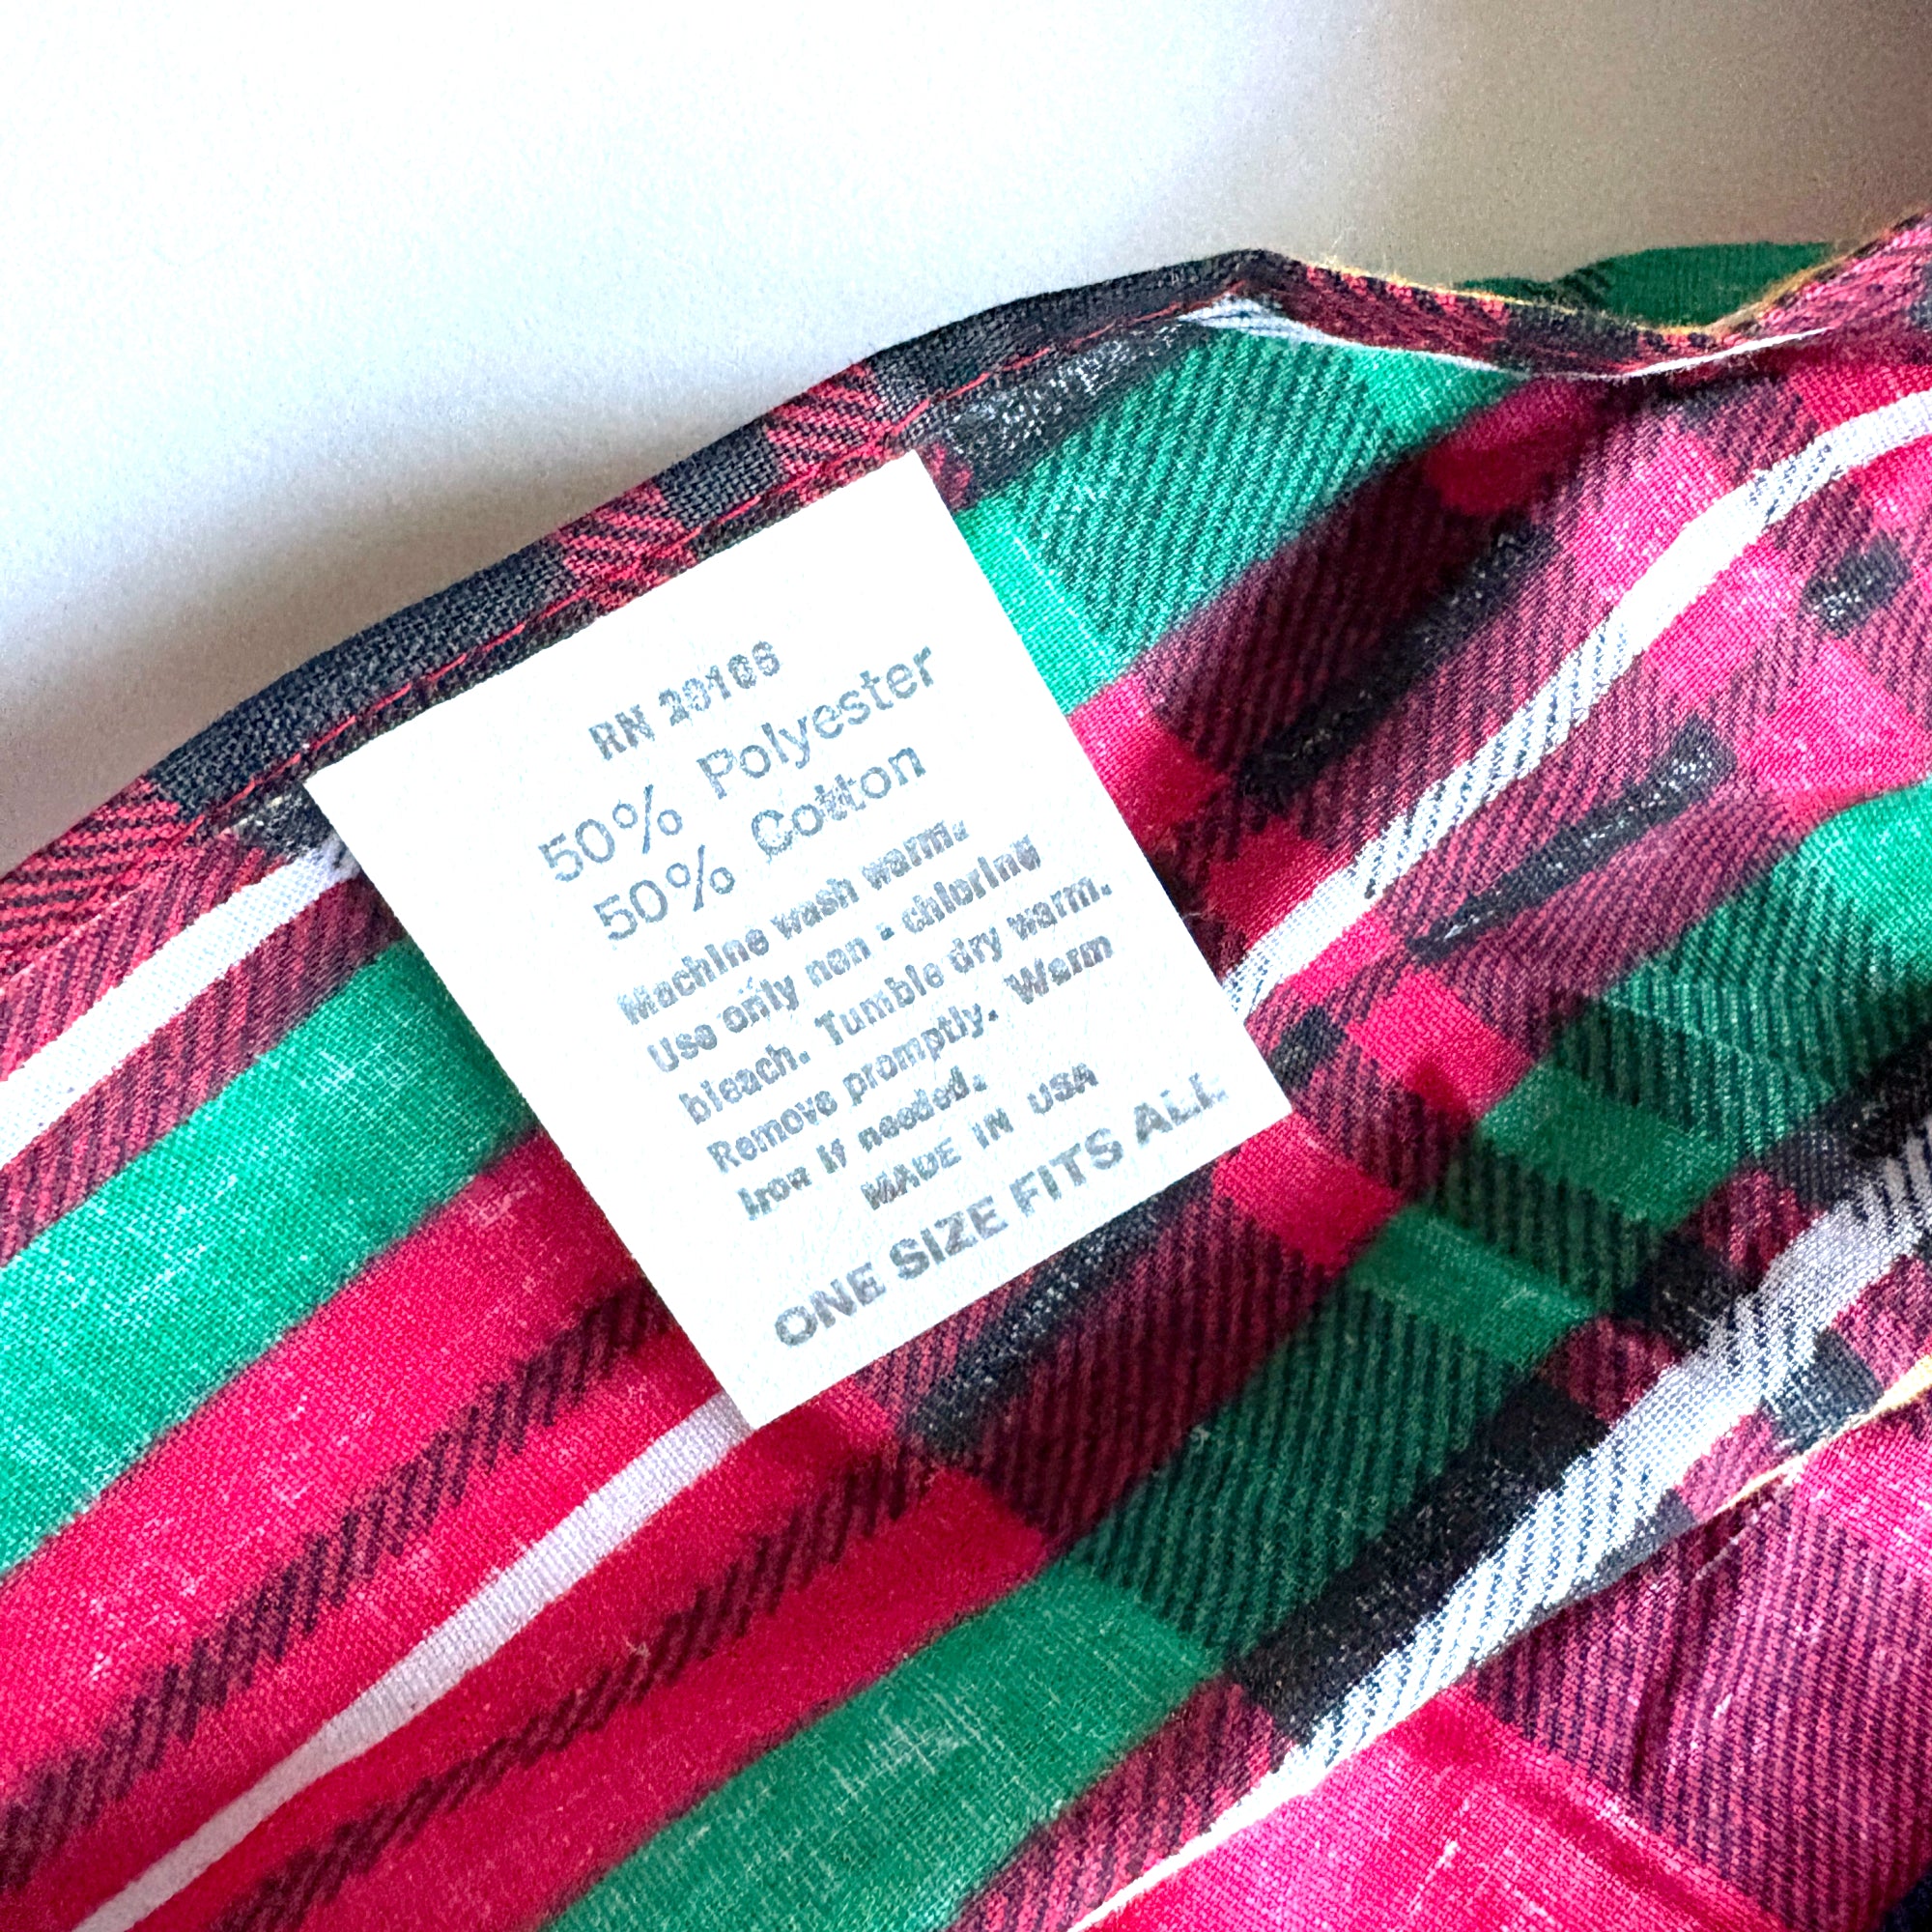 RN 20106
50% Polyester
50% Cotton
Machine wash warm.
Use only non - chlorine
bleach. Tumble dry warm.
Remove promptly. Warm
iron if needed.
MADE IN USA
ONE SIZE FITS ALL